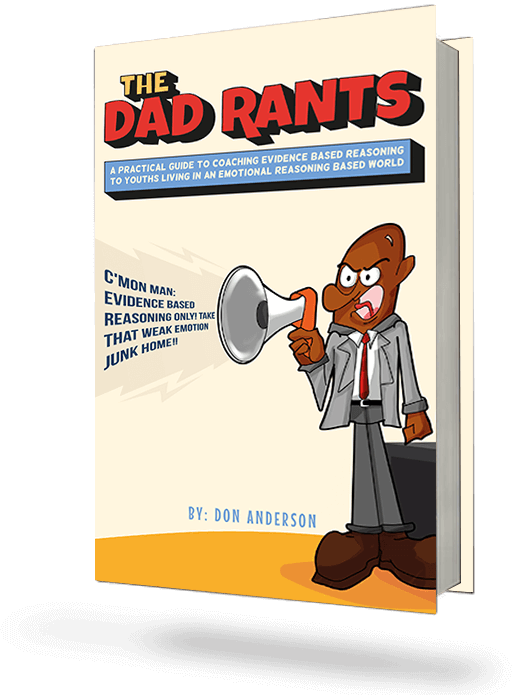 THE
DAD RANTS
A PRACTICAL GUIDE TO COACHING EVIDENCE BASED REASONING
TO YOUTHS LIVING IN AN EMOTIONAL REASONING BASED WORLD
C'MON MAN:
EVIDENCE BASED
REASONING ONLY! TAKE
THAT WEAK EMOTION
JUNK HOME!!
BY: DON ANDERSON